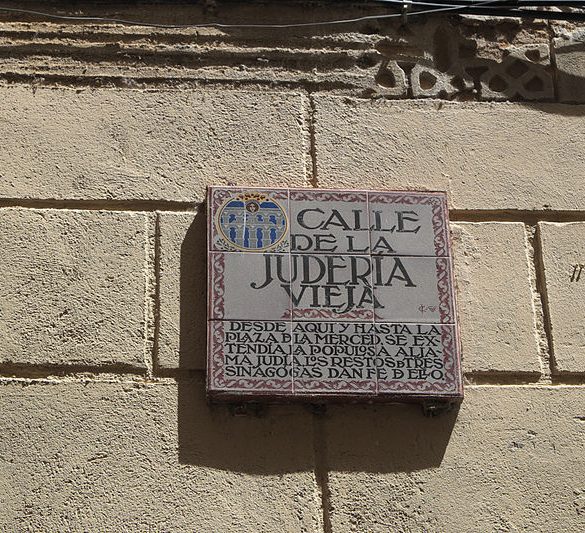 CALLE
DE LA
JUDERÍA
VIEJA
DESDE AQUI Y HASTA LA
PLAZA D LA MERCED, SE EX-
TENDIA LA POPULOSA ALJA-
MA JUDIA. LOS RESTOS D TRES
SINAGOGAS DAN FE D ELLO.